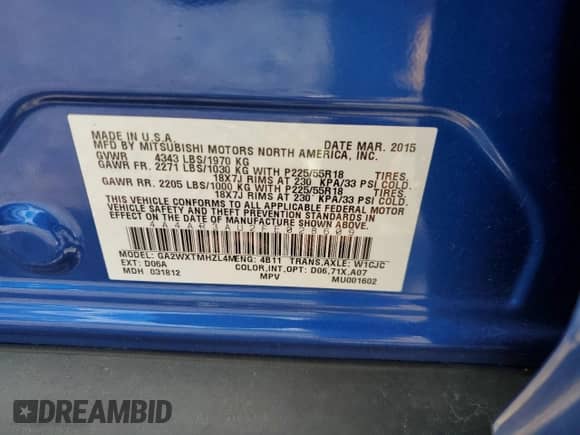 MADE IN U.S.A. DATE MAR. 2015
MFD BY MITSUBISHI MOTORS NORTH AMERICA, INC.
GVWR 4343 LBS/1970 KG
GAWR FR. 2271 LBS/1030 KG WITH P225/55R18 TIRES,
18X7J RIMS AT 230 KPA/33 PSI COLD.
GAWR RR. 2205 LBS/1000 KG WITH P225/55R18 TIRES,
18X7J RIMS AT 230 KPA/33 PSI COLD.
THIS VEHICLE CONFORMS TO ALL APPLICABLE FEDERAL MOTOR
VEHICLE SAFETY AND THEFT PREVENTION STANDARDS IN
EFFECT ON THE DATE OF MANUFACTURE SHOWN ABOVE.
MODEL: GA2WXTMHZL4M ENG: 4B11 TRANS,AXLE: W1CJC
EXT: D06A COLOR,INT,OPT: D06,71X,A07
MDH 031812 MPV MU001602
DREAMBID